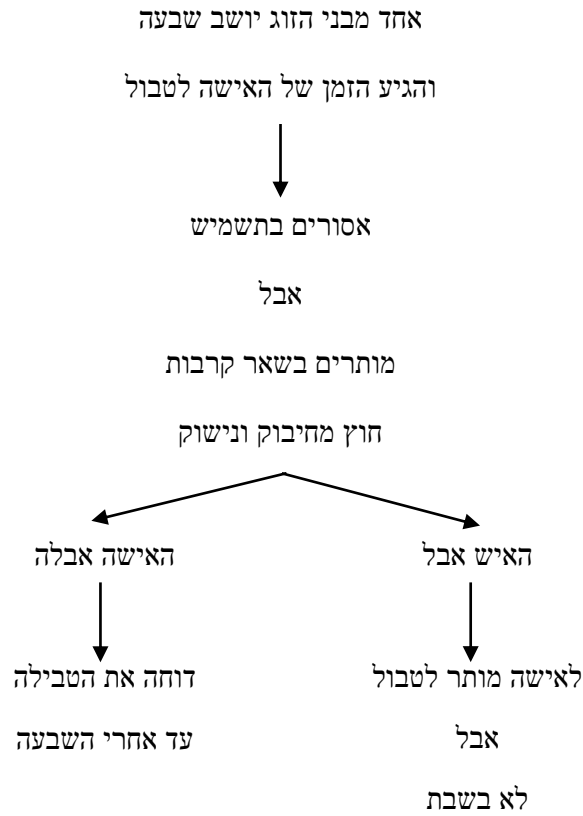 אחד מבני הזוג יושב שבעה
והגיע הזמן של האישה לטבול
אסורים בתשמיש
אבל
מותרים בשאר קרבות
חוץ מחיבוק ונישוק
האיש אבל
האישה אבלה
לאישה מותר לטבול
אבל
לא בשבת
דוחה את הטבילה
עד אחרי השבעה